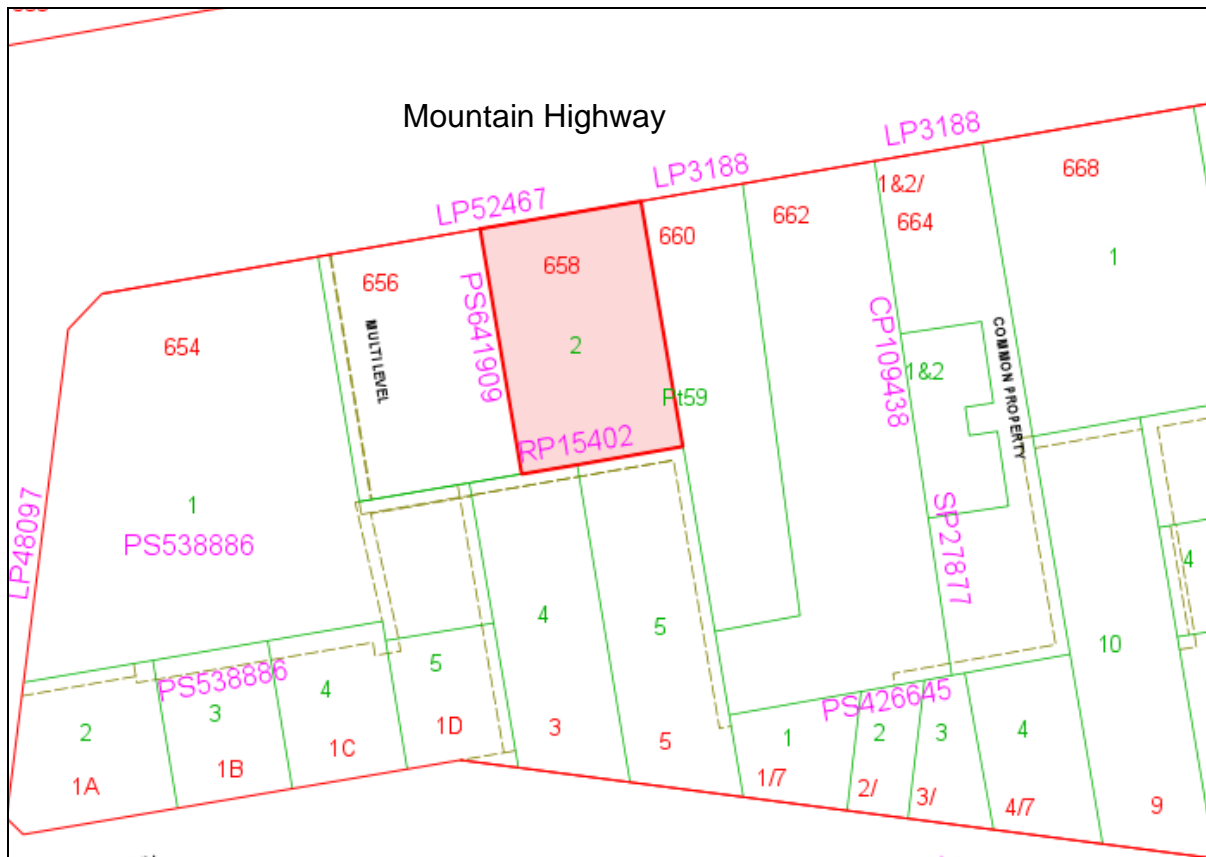 Mountain Highway
LP3188
LP3188
668
1&2/
662
664
LP52467
660
1
658
656
654
PS641909
MULTI LEVEL
2
CP109438
COMMON PROPERTY
1&2
Pt59
RP15402
LP48097
1
PS538886
SP27877
4
4
5
10
5
PS538886
4
3
2
PS426645
1D
3
5
1
2
3
4
1C
1B
1A
1/7
2/
3/
4/7
9